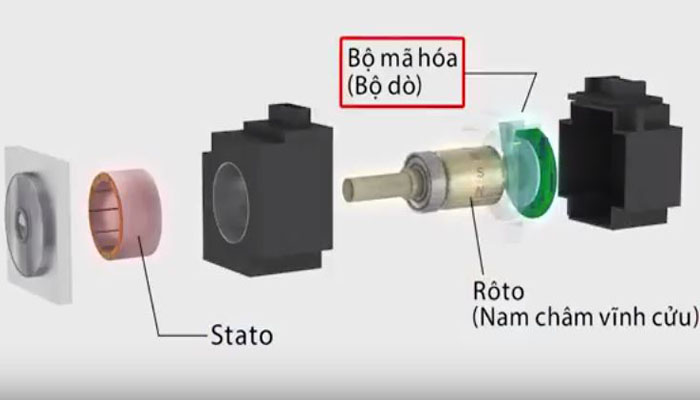 Bộ mã hóa
(Bộ dò)
Rôto
(Nam châm vĩnh cửu)
Stato